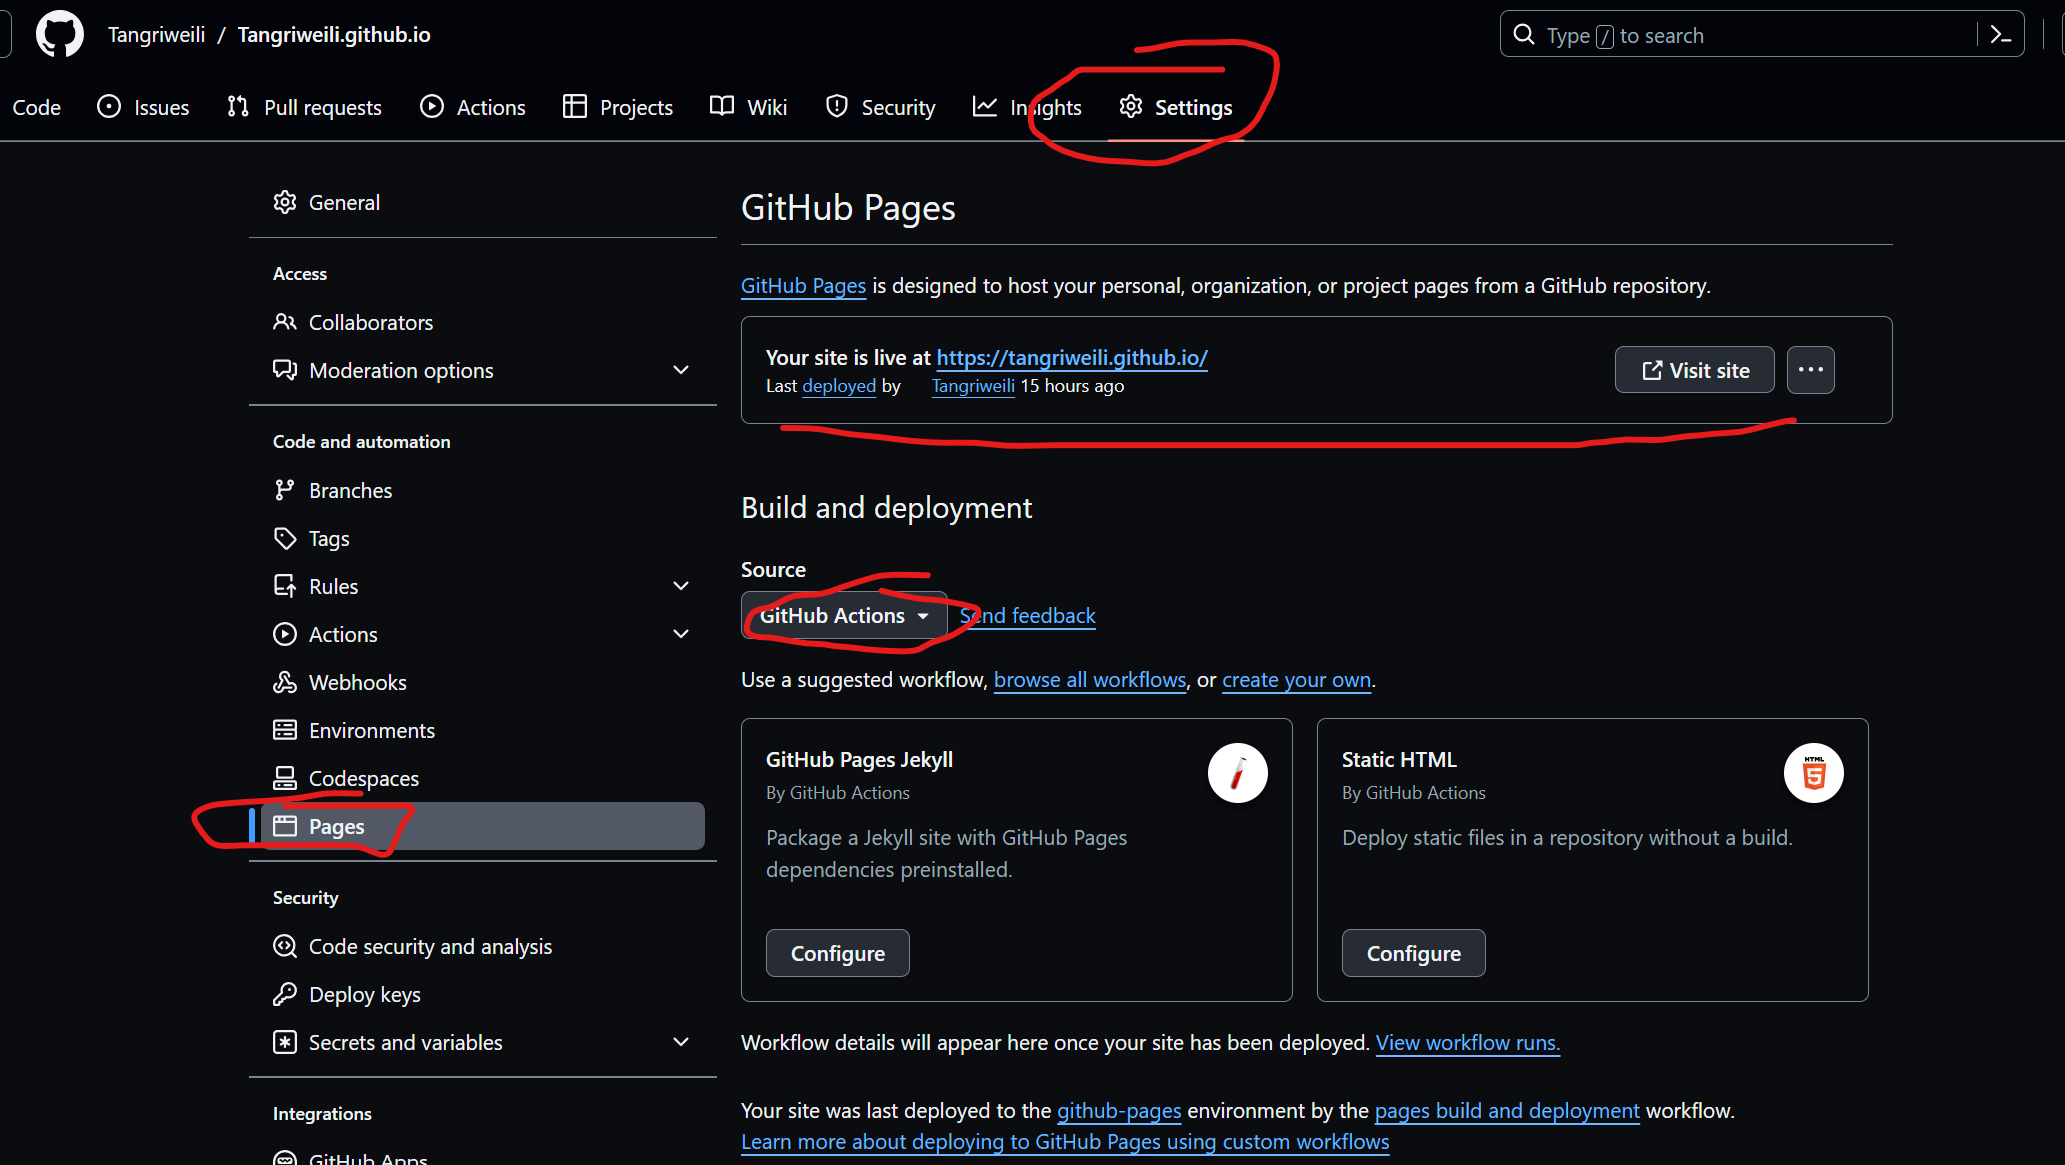 Tangriweili / Tangriweili.github.io
Type / to search
Code
Issues
Pull requests
Actions
Projects
Wiki
Security
Insights
Settings
General
Access
Collaborators
Moderation options
Code and automation
Branches
Tags
Rules
Actions
Webhooks
Environments
Codespaces
Pages
Security
Code security and analysis
Deploy keys
Secrets and variables
Integrations
GitHub Apps
GitHub Pages
GitHub Pages is designed to host your personal, organization, or project pages from a GitHub repository.
Your site is live at https://tangriweili.github.io/
Last deployed by Tangriweili 15 hours ago
Visit site
Build and deployment
Source
GitHub Actions
Send feedback
Use a suggested workflow, browse all workflows, or create your own.
GitHub Pages Jekyll
By GitHub Actions
Package a Jekyll site with GitHub Pages
dependencies preinstalled.
Configure
Static HTML
By GitHub Actions
Deploy static files in a repository without a build.
Configure
HTML
5
Workflow details will appear here once your site has been deployed. View workflow runs.
Your site was last deployed to the github-pages environment by the pages build and deployment workflow.
Learn more about deploying to GitHub Pages using custom workflows